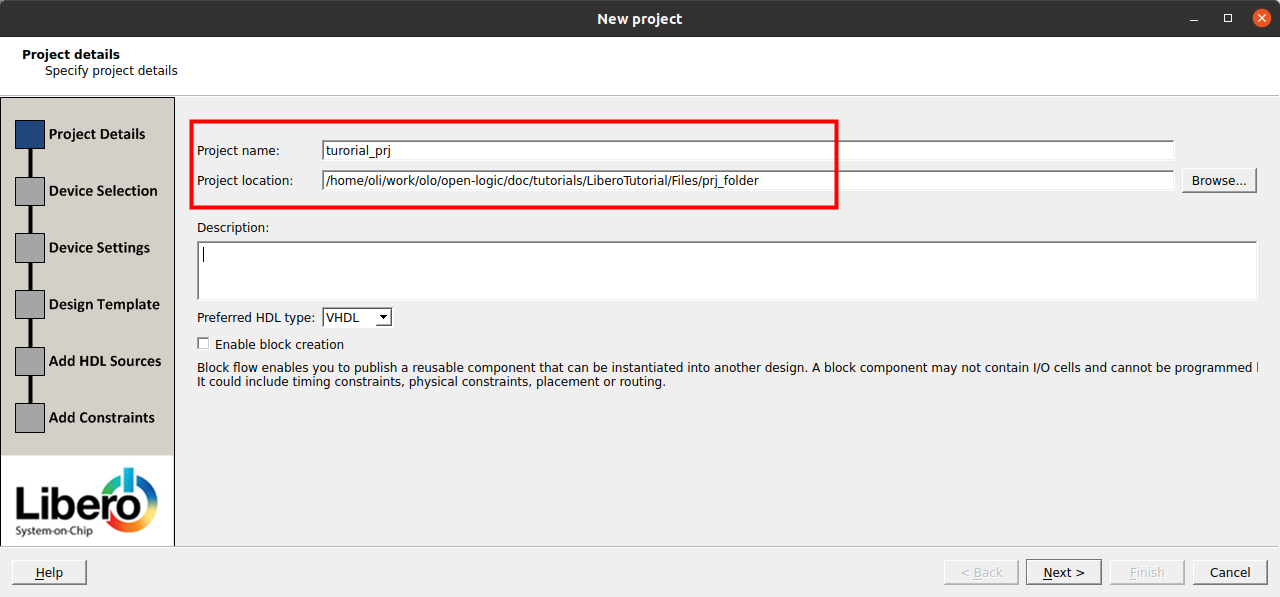 New project
Project details
Specify project details
Project Details
Device Selection
Device Settings
Design Template
Add HDL Sources
Add Constraints
Libero
System-on-Chip
Project name: turorial_prj
Project location: /home/oli/work/olo/open-logic/doc/tutorials/LiberoTutorial/Files/prj_folder Browse...
Description:
Preferred HDL type: VHDL
Enable block creation
Block flow enables you to publish a reusable component that can be instantiated into another design. A block component may not contain I/O cells and cannot be programmed
It could include timing constraints, physical constraints, placement or routing.
Help < Back Next > Finish Cancel